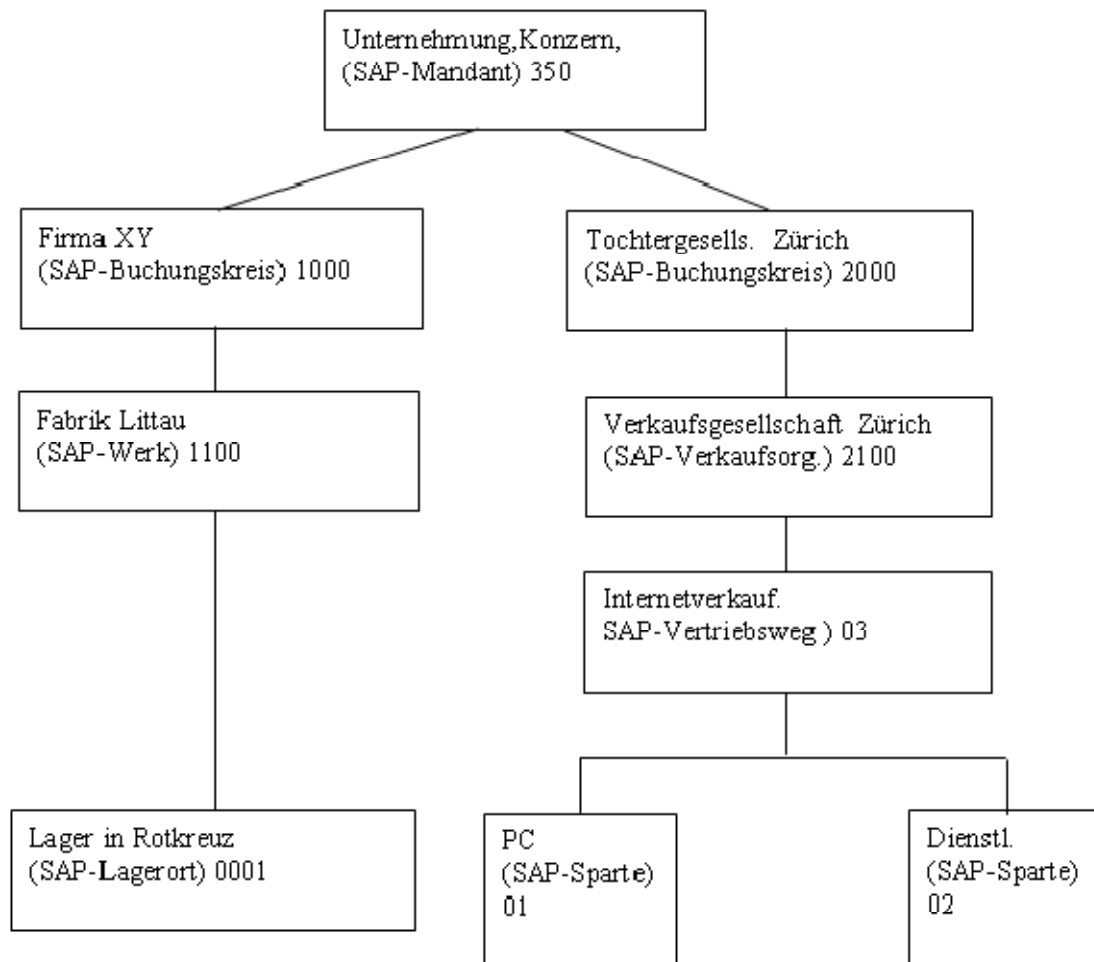 Unternehmung,Konzern,
(SAP-Mandant) 350
Firma XY
(SAP-Buchungskreis) 1000
Tochtergesells. Zürich
(SAP-Buchungskreis) 2000
Fabrik Littau
(SAP-Werk) 1100
Verkaufsgesellschaft Zürich
(SAP-Verkaufsorg.) 2100
Internetverkauf.
SAP-Vertriebsweg ) 03
Lager in Rotkreuz
(SAP-Lagerort) 0001
PC
(SAP-Sparte)
01
Dienstl.
(SAP-Sparte)
02